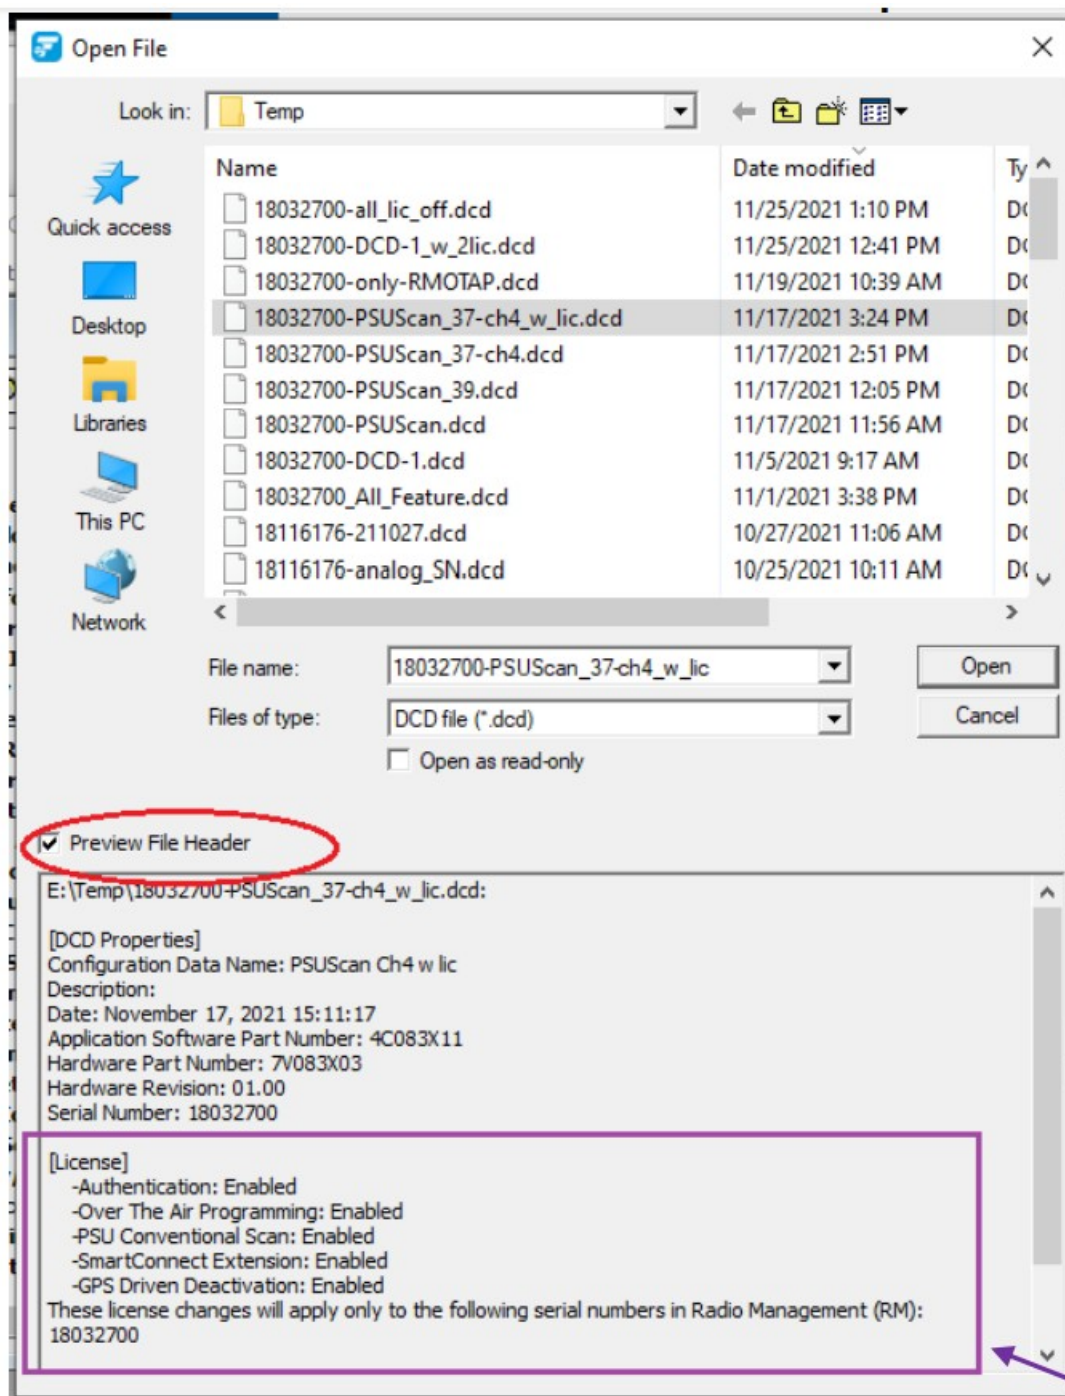 Open File
Look in: Temp
Name Date modified Ty
18032700-all_lic_off.dcd 11/25/2021 1:10 PM
18032700-DCD-1_w_2lic.dcd 11/25/2021 12:41 PM
18032700-only-RMOTAP.dcd 11/19/2021 10:39 AM
18032700-PSUScan_37-ch4_w_lic.dcd 11/17/2021 3:24 PM
18032700-PSUScan_37-ch4.dcd 11/17/2021 2:51 PM
18032700-PSUScan_39.dcd 11/17/2021 12:05 PM
18032700-PSUScan.dcd 11/17/2021 11:56 AM
18032700-DCD-1.dcd 11/5/2021 9:17 AM
18032700_All_Feature.dcd 11/1/2021 3:38 PM
18116176-211027.dcd 10/27/2021 11:06 AM
18116176-analog_SN.dcd 10/25/2021 10:11 AM
Quick access
Desktop
Libraries
This PC
Network
File name: 18032700-PSUScan_37-ch4_w_lic Open
Files of type: DCD file (*.dcd) Cancel
Open as read-only
Preview File Header
E:\Temp\18032700-PSUScan_37-ch4_w_lic.dcd:
[DCD Properties]
Configuration Data Name: PSUScan Ch4 w lic
Description:
Date: November 17, 2021 15:11:17
Application Software Part Number: 4C083X11
Hardware Part Number: 7V083X03
Hardware Revision: 01.00
Serial Number: 18032700
[License]
-Authentication: Enabled
-Over The Air Programming: Enabled
-PSU Conventional Scan: Enabled
-SmartConnect Extension: Enabled
-GPS Driven Deactivation: Enabled
These license changes will apply only to the following serial numbers in Radio Management (RM):
18032700